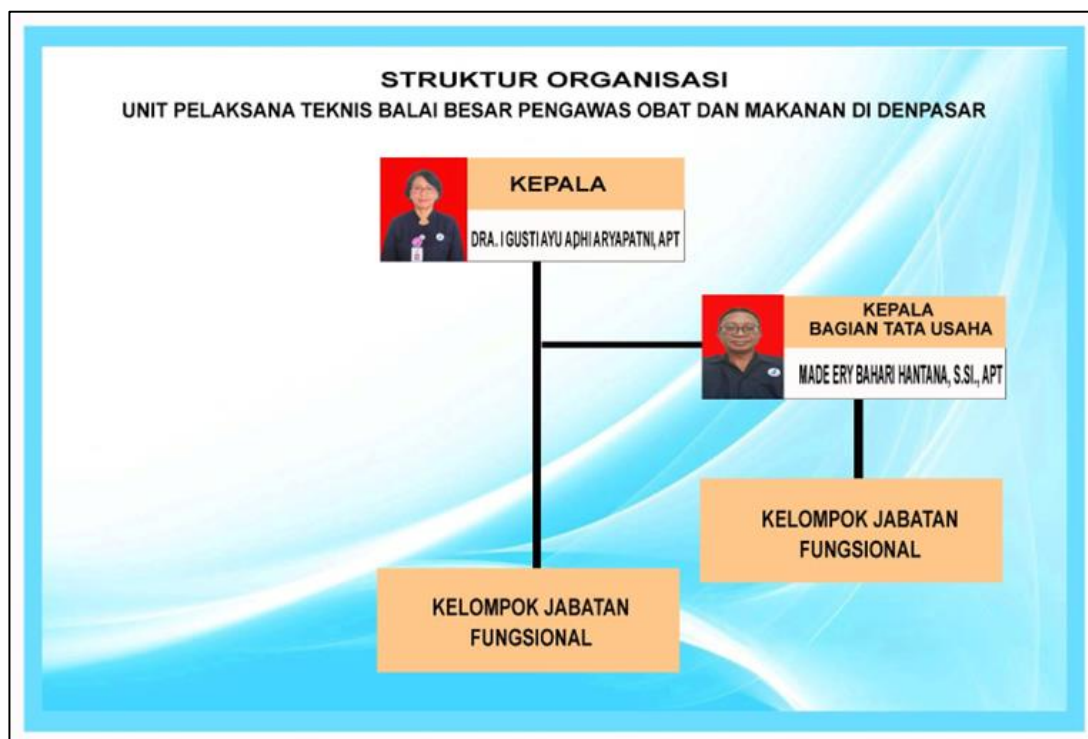 STRUKTUR ORGANISASI
UNIT PELAKSANA TEKNIS BALAI BESAR PENGAWAS OBAT DAN MAKANAN DI DENPASAR
KEPALA
DRA. I GUSTI AYU ADHI ARYAPATNI, APT
KEPALA
BAGIAN TATA USAHA
MADE ERY BAHARI HANTANA, S.SI., APT
KELOMPOK JABATAN
FUNGSIONAL
KELOMPOK JABATAN
FUNGSIONAL